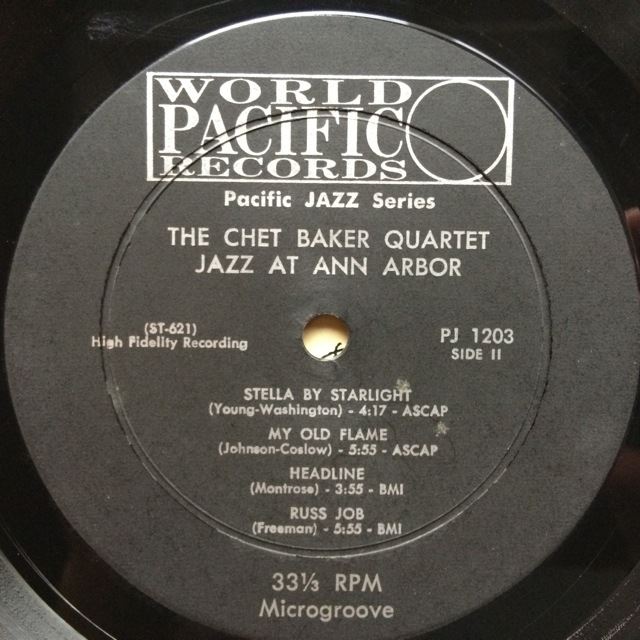 WORLD
PACIFIC
RECORDS
Pacific JAZZ Series
THE CHET BAKER QUARTET
JAZZ AT ANN ARBOR
(ST-621)
High Fidelity Recording
PJ 1203
SIDE II
STELLA BY STARLIGHT
(Young-Washington) - 4:17 - ASCAP
MY OLD FLAME
(Johnson-Coslow) - 5:55 - ASCAP
HEADLINE
(Montrose) - 3:55 - BMI
RUSS JOB
(Freeman) - 5:55 - BMI
33⅓ RPM
Microgroove